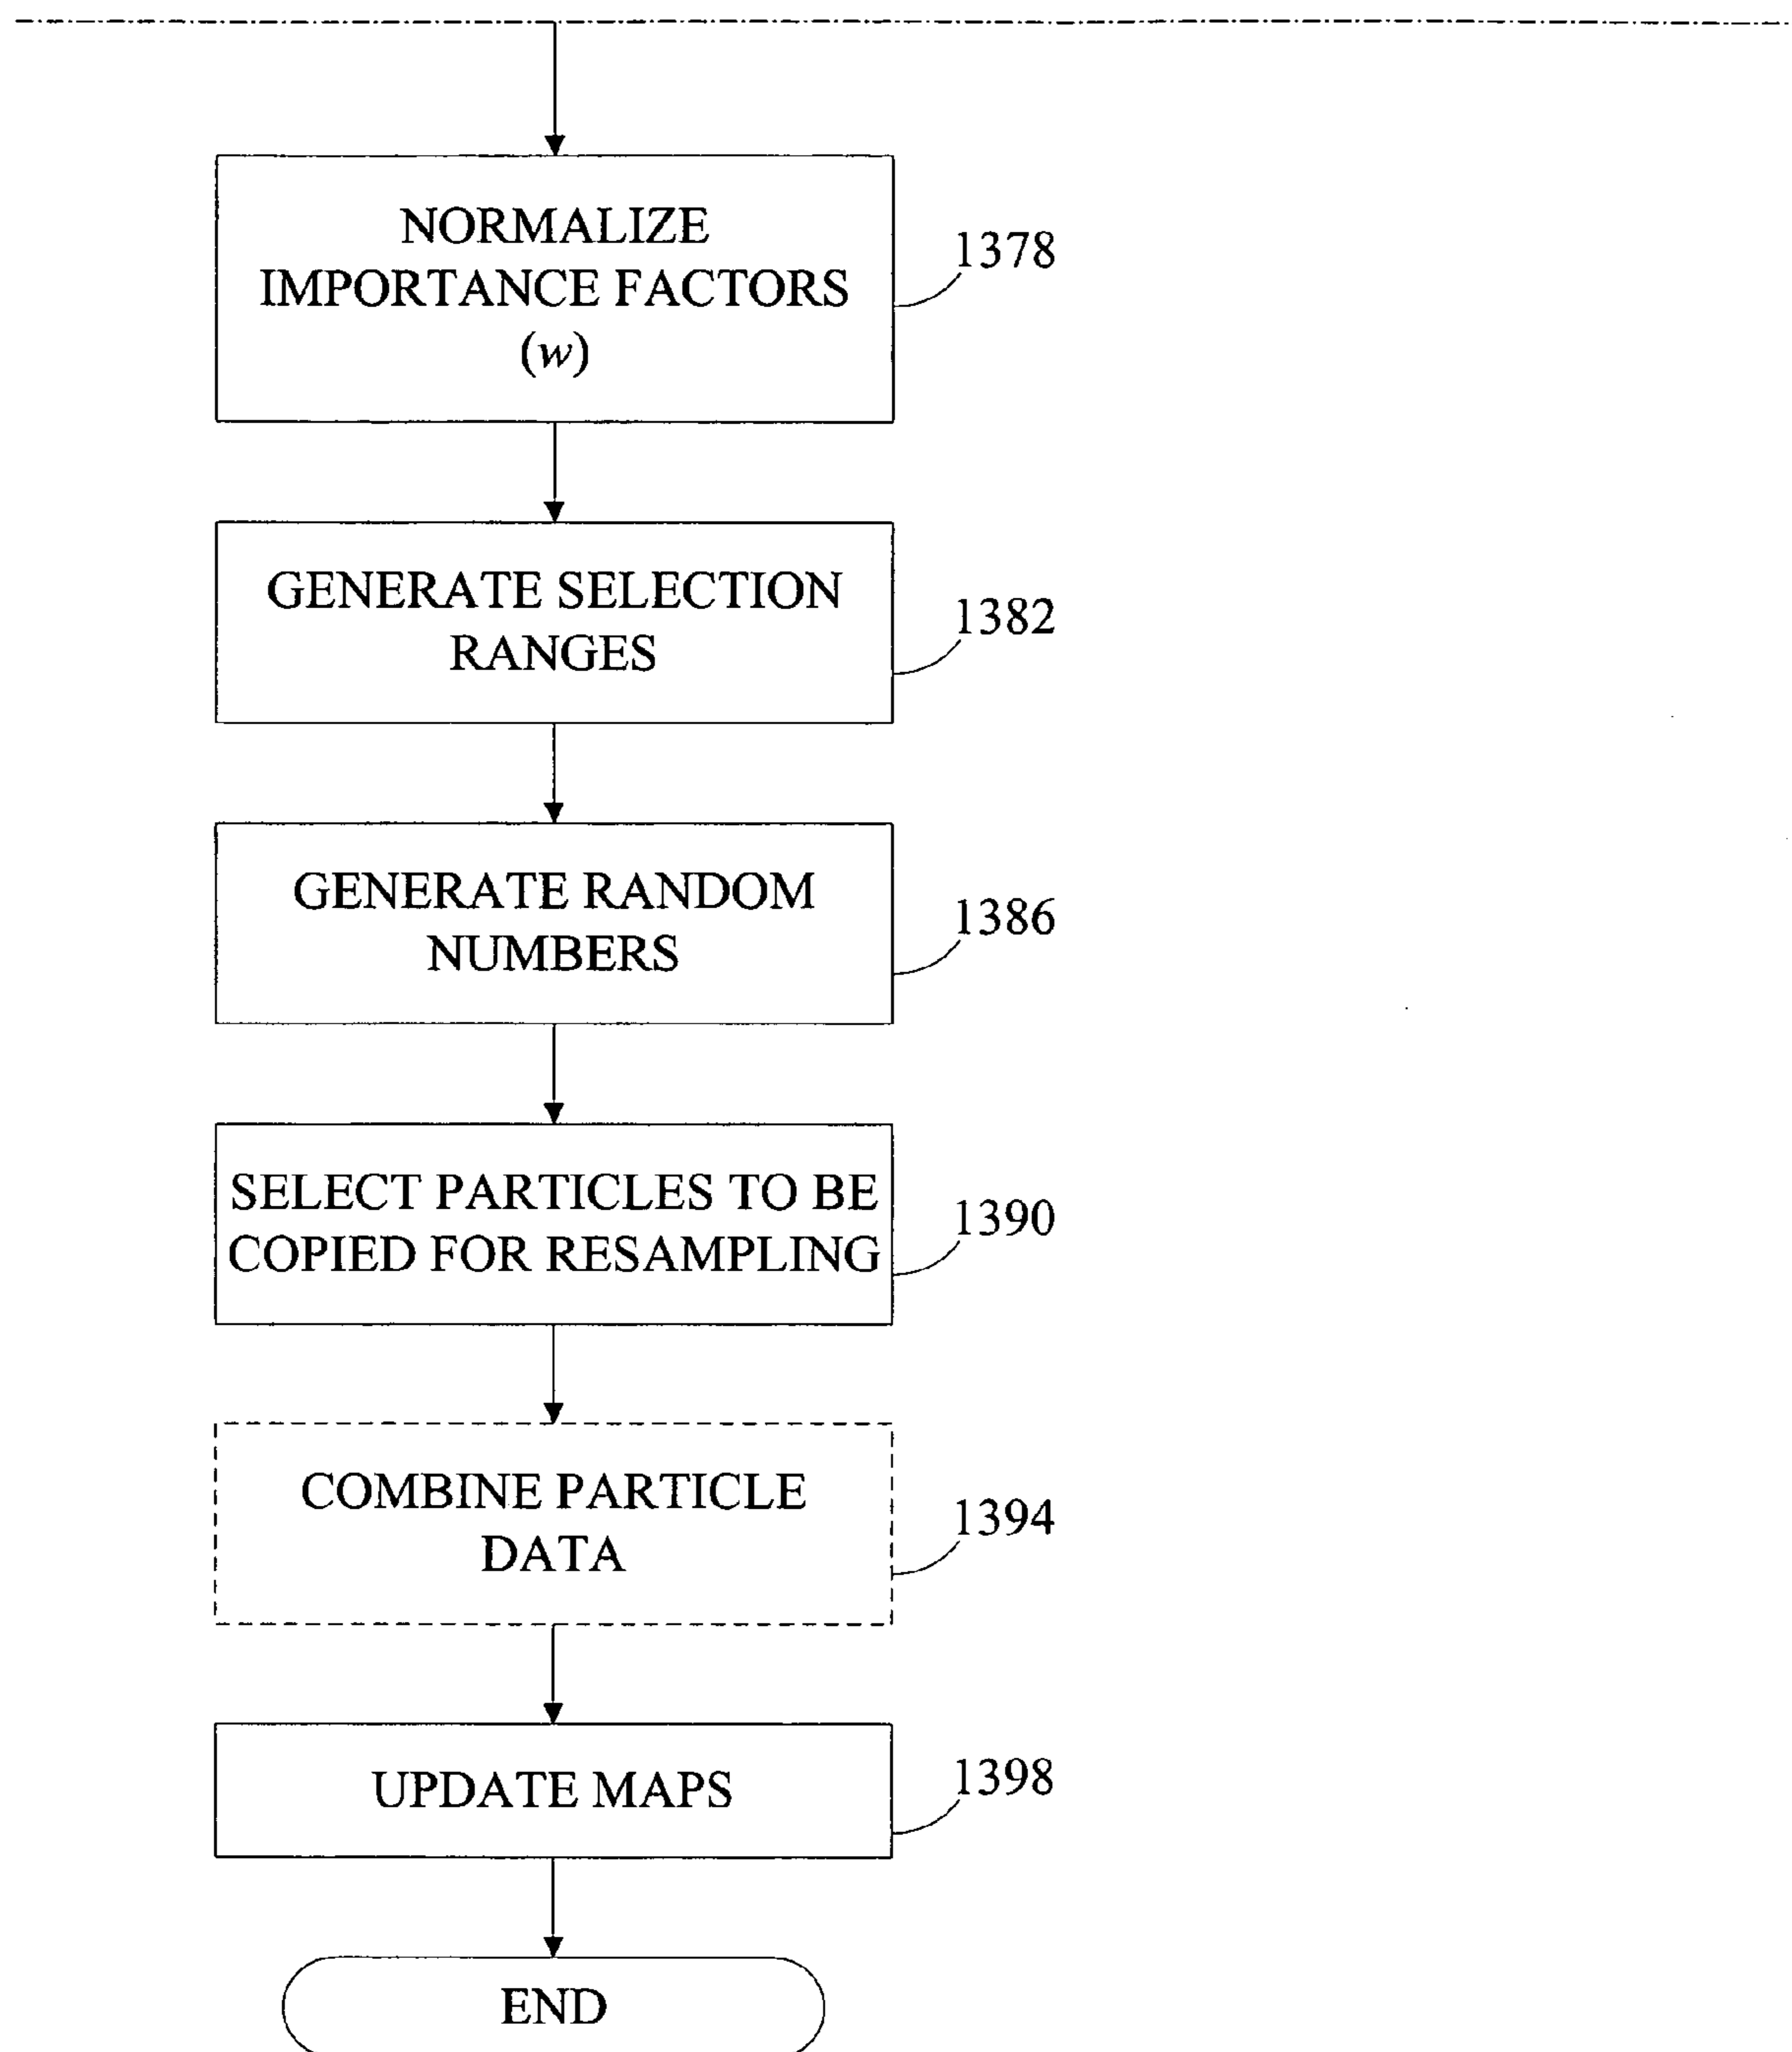 NORMALIZE
IMPORTANCE FACTORS
(w)
1378
GENERATE SELECTION
RANGES
1382
GENERATE RANDOM
NUMBERS
1386
SELECT PARTICLES TO BE
COPIED FOR RESAMPLING
1390
COMBINE PARTICLE
DATA
1394
UPDATE MAPS
1398
END